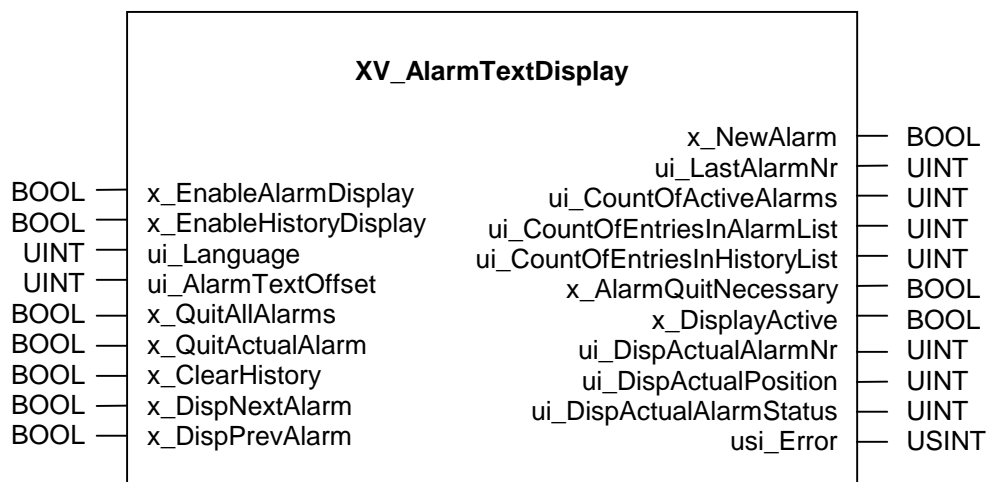 XV_AlarmTextDisplay
x_NewAlarm BOOL
ui_LastAlarmNr UINT
BOOL x_EnableAlarmDisplay ui_CountOfActiveAlarms UINT
BOOL x_EnableHistoryDisplay ui_CountOfEntriesInAlarmList UINT
UINT ui_Language ui_CountOfEntriesInHistoryList UINT
UINT ui_AlarmTextOffset x_AlarmQuitNecessary BOOL
BOOL x_QuitAllAlarms x_DisplayActive BOOL
BOOL x_QuitActualAlarm ui_DispActualAlarmNr UINT
BOOL x_ClearHistory ui_DispActualPosition UINT
BOOL x_DispNextAlarm ui_DispActualAlarmStatus UINT
BOOL x_DispPrevAlarm usi_Error USINT